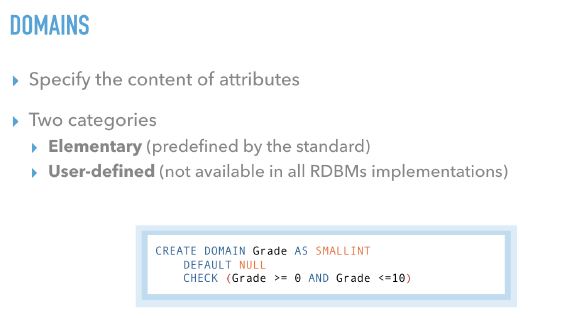 DOMAINS
▸ Specify the content of attributes
▸ Two categories
▸ Elementary (predefined by the standard)
▸ User-defined (not available in all RDBMs implementations)
CREATE DOMAIN Grade AS SMALLINT
DEFAULT NULL
CHECK (Grade >= 0 AND Grade <=10)